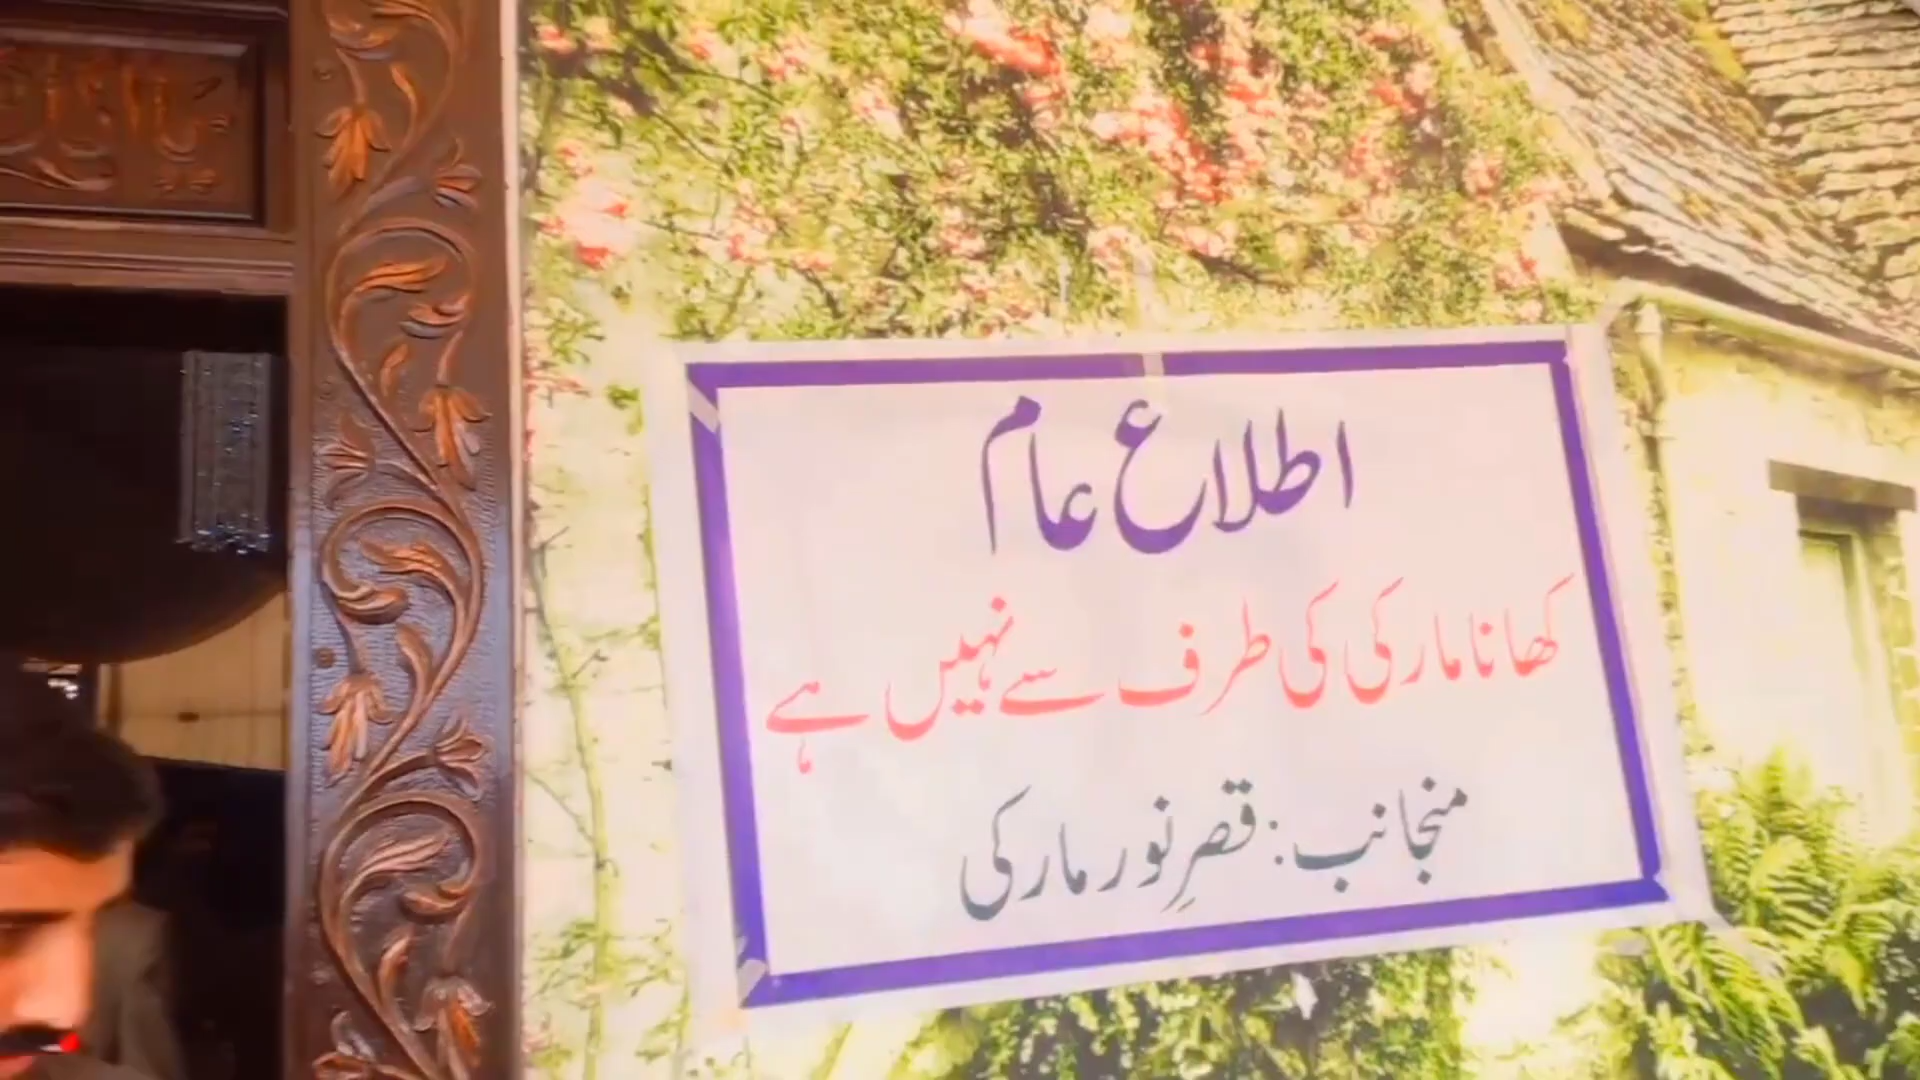 اطلاع عام
کھانا مارکی کی طرف سے نہیں ہے
منجانب: قصرِ نور مارکی